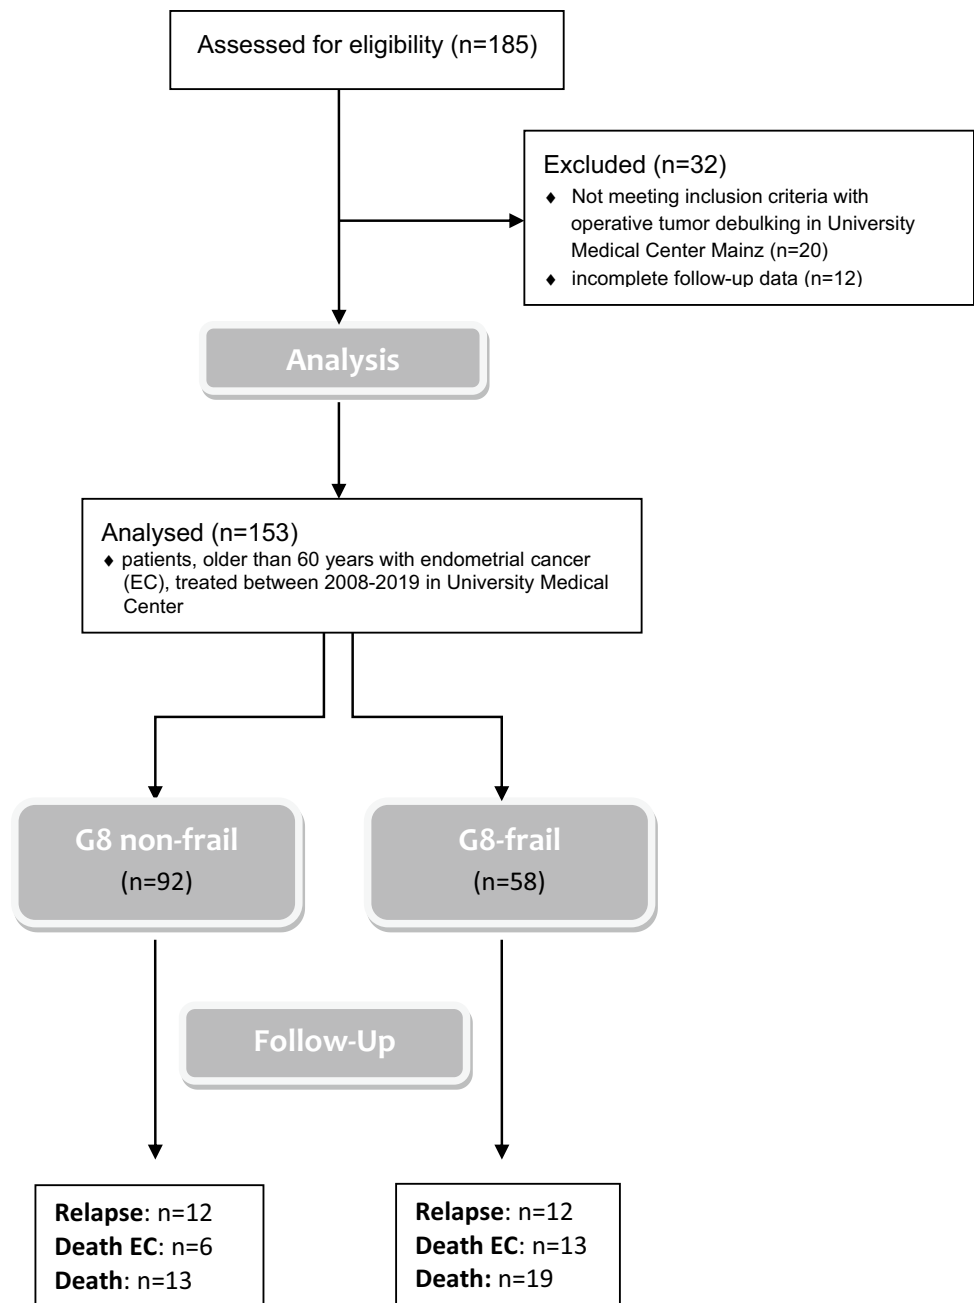 Assessed for eligibility (n=185)
Excluded (n=32)
♦ Not meeting inclusion criteria with
operative tumor debulking in University
Medical Center Mainz (n=20)
♦ incomplete follow-up data (n=12)
Analysis
Analysed (n=153)
♦ patients, older than 60 years with endometrial cancer
(EC), treated between 2008-2019 in University Medical
Center
G8 non-frail
(n=92)
G8-frail
(n=58)
Follow-Up
Relapse: n=12
Death EC: n=6
Death: n=13
Relapse: n=12
Death EC: n=13
Death: n=19